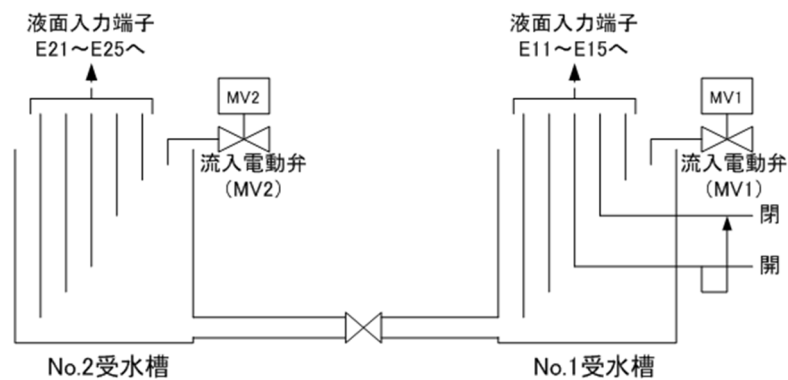 液面入力端子
E21～E25へ
MV2
流入電動弁
（MV2）
No.2受水槽
液面入力端子
E11～E15へ
MV1
流入電動弁
（MV1）
閉
開
No.1受水槽